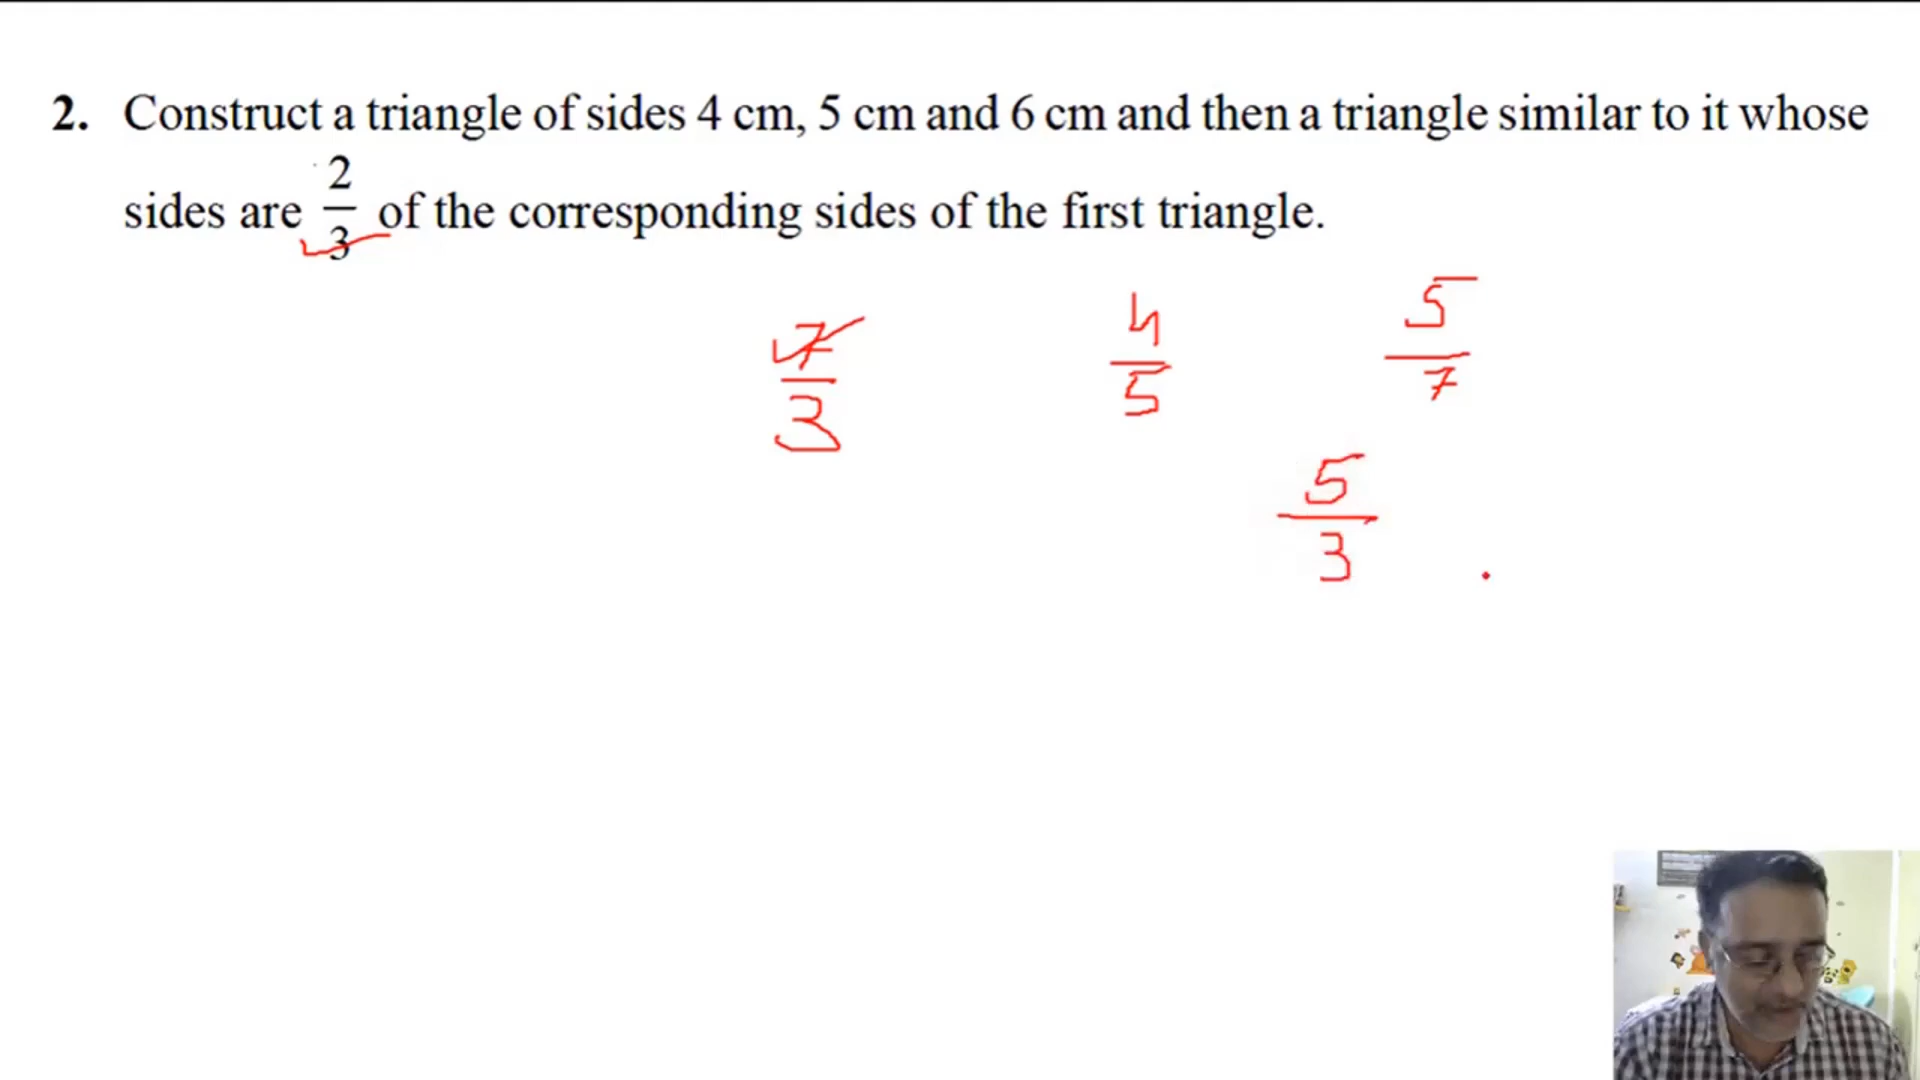 2. Construct a triangle of sides 4 cm, 5 cm and 6 cm and then a triangle similar to it whose
sides are 2/3 of the corresponding sides of the first triangle.
7/3 4/5 5/7
5/3